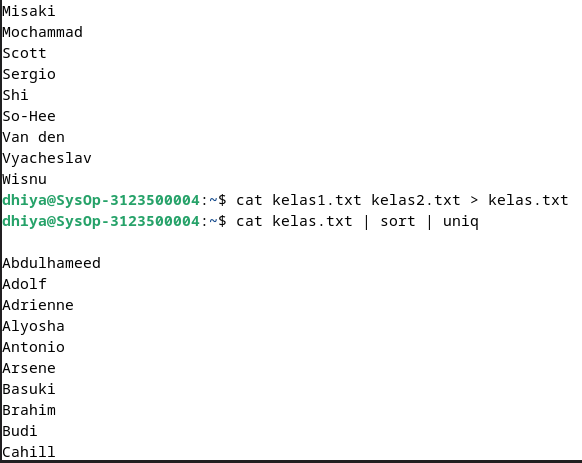 Misaki
Mochammad
Scott
Sergio
Shi
So-Hee
Van den
Vyacheslav
Wisnu
dhiya@SysOp-3123500004:~$ cat kelas1.txt kelas2.txt > kelas.txt
dhiya@SysOp-3123500004:~$ cat kelas.txt | sort | uniq

Abdulhameed
Adolf
Adrienne
Alyosha
Antonio
Arsene
Basuki
Brahim
Budi
Cahill